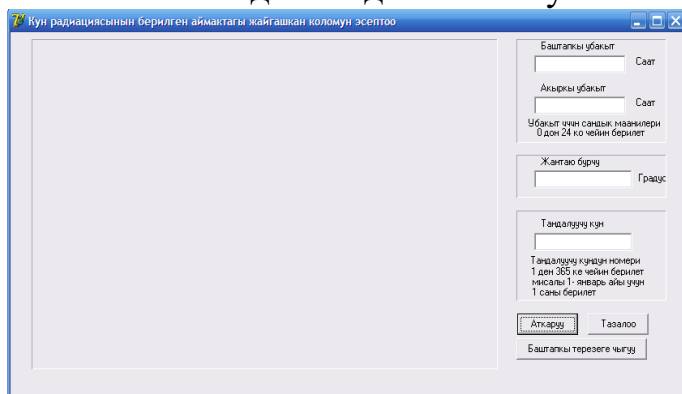 Кун радиациясынын берилген аймактагы жайгашкан коломун эсептоо
Баштапкы убакыт
Саат
Акыркы убакыт
Саат
Убакыт ичин сандык маанилери
0 дон 24 ко чейин берилет
Жантаю бурчу
Градус
Тандалуучу кун
Тандалуучу кундун номери
1 ден 365 ке чейин берилет
мисалы 1- январь айы учун
1 саны берилет
Аткаруу
Тазалоо
Баштапкы терезеге чыгуу